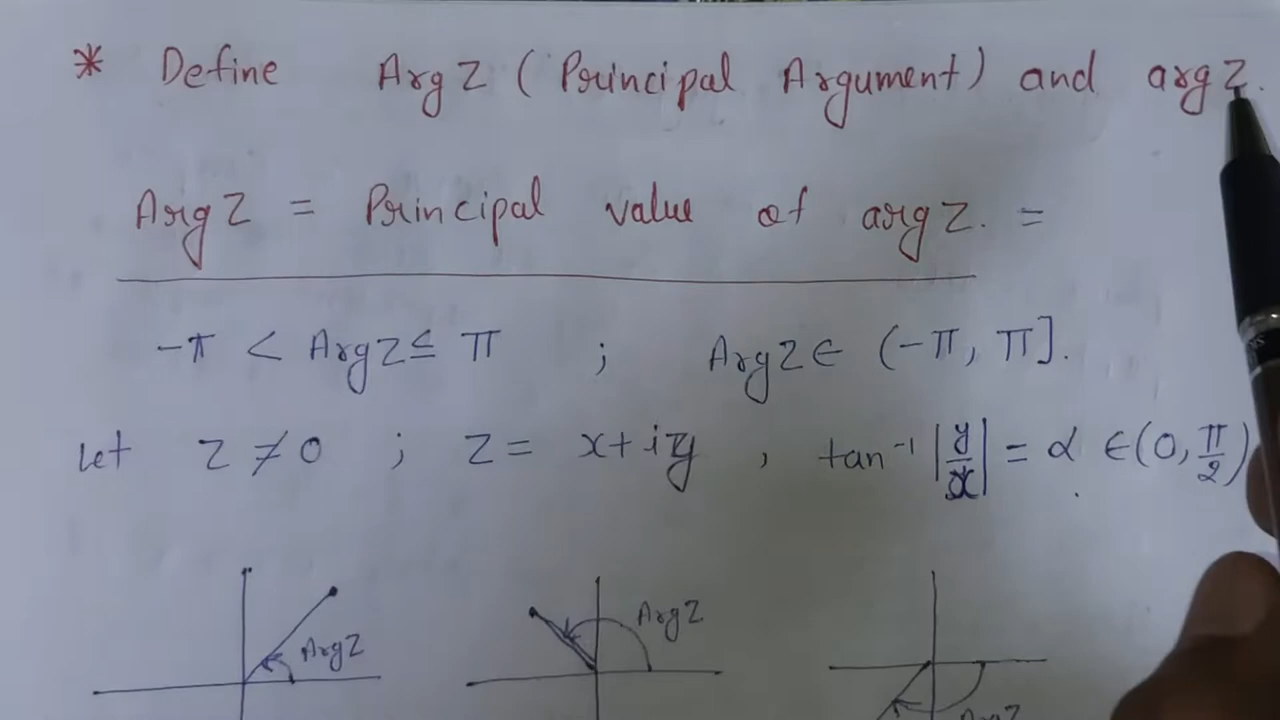 * Define Arg z (Principal Argument) and arg z.
Arg z = Principal value of arg z. =
-π < Arg z ≤ π ; Arg z ∈ (-π, π].
Let z ≠ 0 ; z = x + iy , tan⁻¹ |y/x| = α ∈ (0, π/2)
Arg z Arg z Arg z